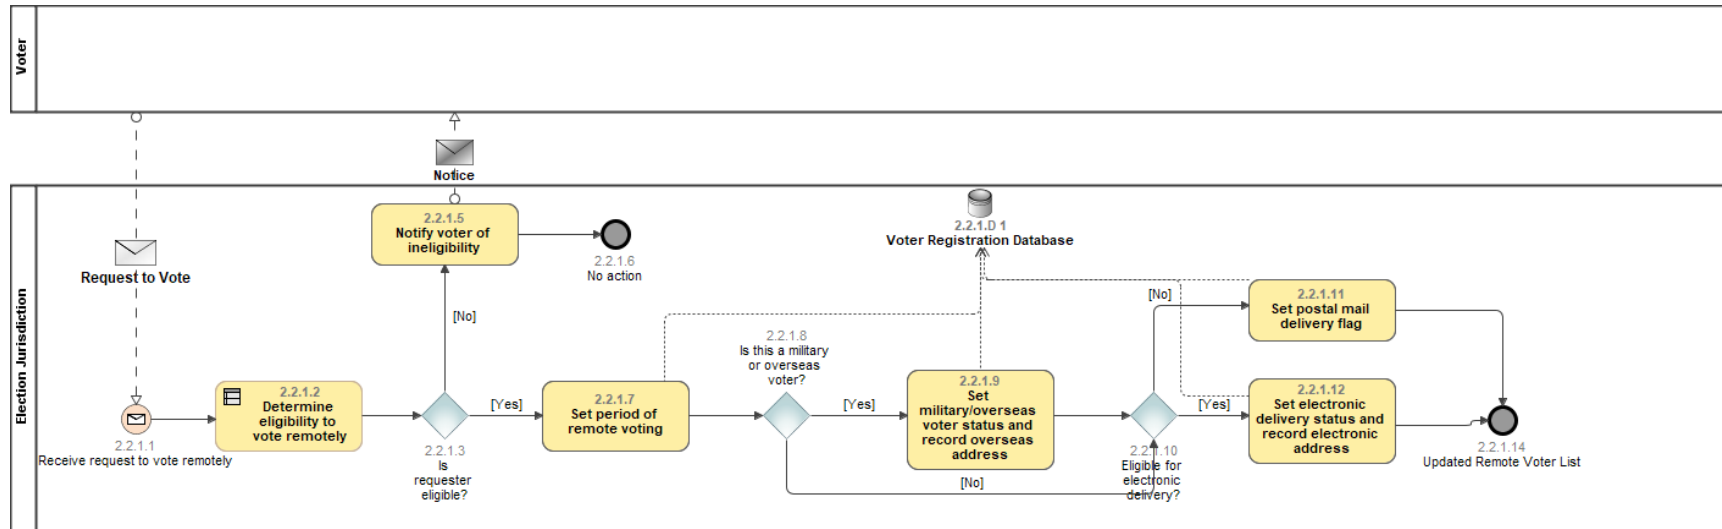 Voter
Notice
Request to Vote
Election Jurisdiction
2.2.1.1
Receive request to vote remotely
2.2.1.2
Determine
eligibility to
vote remotely
2.2.1.3
Is
requester
eligible?
[No]
2.2.1.5
Notify voter of
ineligibility
2.2.1.6
No action
[Yes]
2.2.1.7
Set period of
remote voting
2.2.1.8
Is this a military
or overseas
voter?
[Yes]
[No]
2.2.1.D 1
Voter Registration Database
2.2.1.9
Set
military/overseas
voter status and
record overseas
address
2.2.1.10
Eligible for
electronic
delivery?
[No]
2.2.1.11
Set postal mail
delivery flag
[Yes]
2.2.1.12
Set electronic
delivery status and
record electronic
address
2.2.1.14
Updated Remote Voter List